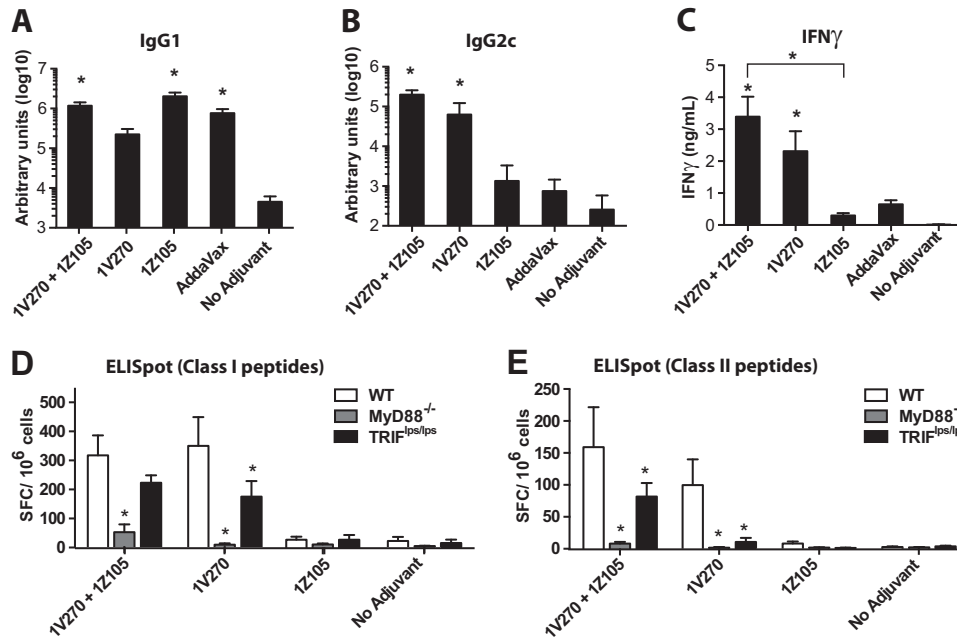 A
IgG1
Arbitrary units (log10)
7
6
5
4
3
*
*
*
1V270 + 1Z105
1V270
1Z105
AddaVax
No Adjuvant
B
IgG2c
Arbitrary units (log10)
6
5
4
3
2
*
*
1V270 + 1Z105
1V270
1Z105
AddaVax
No Adjuvant
C
IFNγ
IFNγ (ng/mL)
5
4
3
2
1
0
*
*
*
1V270 + 1Z105
1V270
1Z105
AddaVax
No Adjuvant
D
ELISpot (Class I peptides)
WT
MyD88-/-
TRIFlps/lps
SFC/ 10^6 cells
500
400
300
200
100
0
*
*
*
1V270 + 1Z105
1V270
1Z105
No Adjuvant
E
ELISpot (Class II peptides)
WT
MyD88-
TRIFlps/lps
SFC/ 10^6 cells
250
200
150
100
50
0
*
*
*
*
1V270 + 1Z105
1V270
1Z105
No Adjuvant